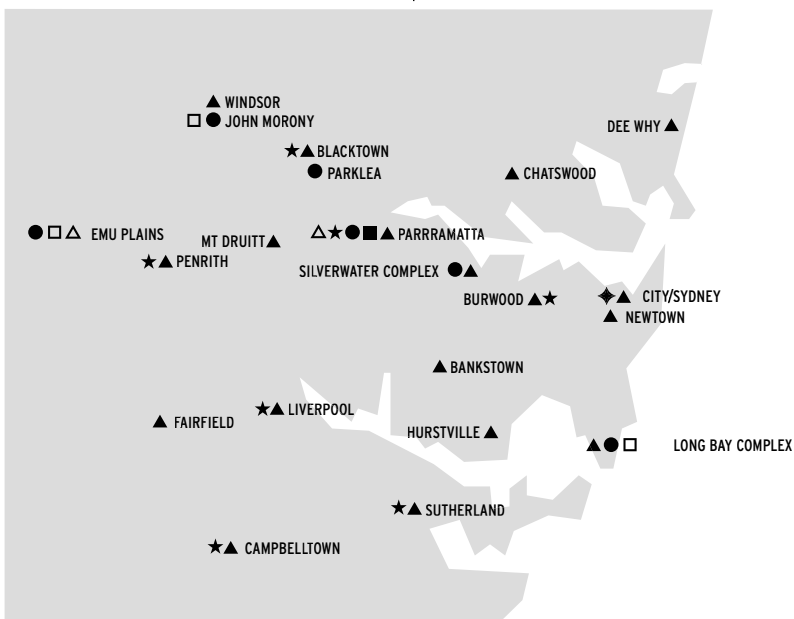 WINDSOR
JOHN MORONY
DEE WHY
BLACKTOWN
PARKLEA
CHATSWOOD
EMU PLAINS
MT DRUITT
PARRRAMATTA
PENRITH
SILVERWATER COMPLEX
BURWOOD
CITY/SYDNEY
NEWTOWN
BANKSTOWN
LIVERPOOL
FAIRFIELD
HURSTVILLE
LONG BAY COMPLEX
SUTHERLAND
CAMPBELLTOWN